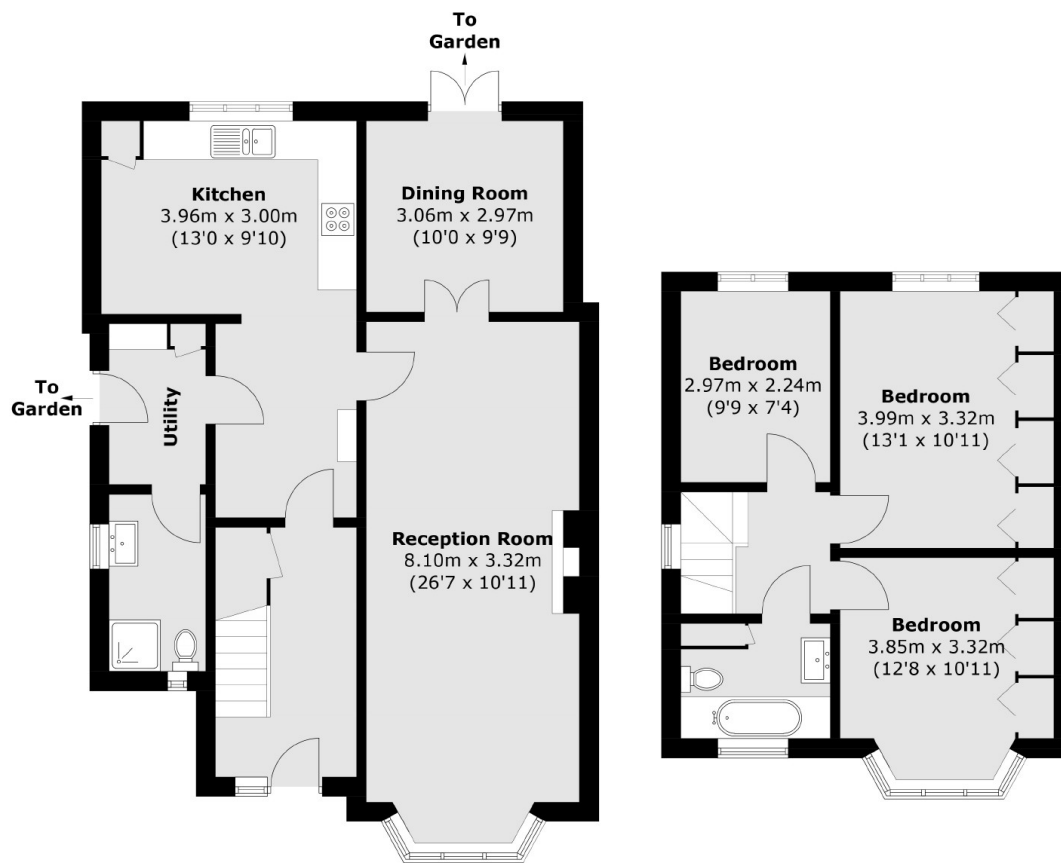 To
Garden
Kitchen
3.96m x 3.00m
(13'0 x 9'10)
Dining Room
3.06m x 2.97m
(10'0 x 9'9)
To
Garden
Utility
Reception Room
8.10m x 3.32m
(26'7 x 10'11)
Bedroom
2.97m x 2.24m
(9'9 x 7'4)
Bedroom
3.99m x 3.32m
(13'1 x 10'11)
Bedroom
3.85m x 3.32m
(12'8 x 10'11)